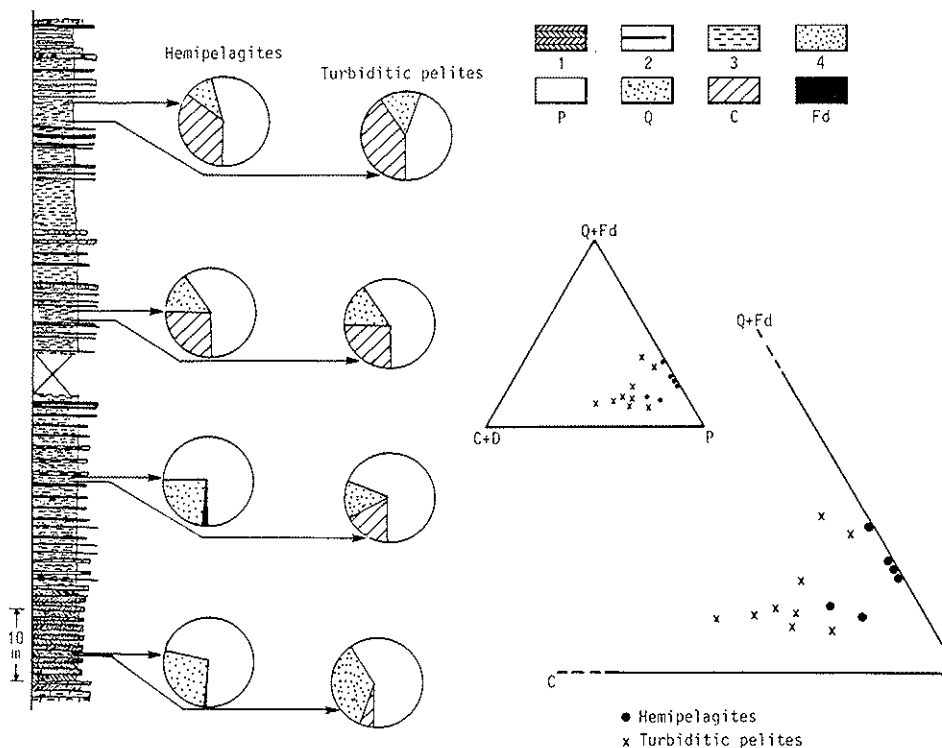 Hemipelagites
Turbiditic pelites
1 2 3 4
P Q C Fd
Q+Fd
C+D P
Q+Fd
C
10
m
● Hemipelagites
x Turbiditic pelites